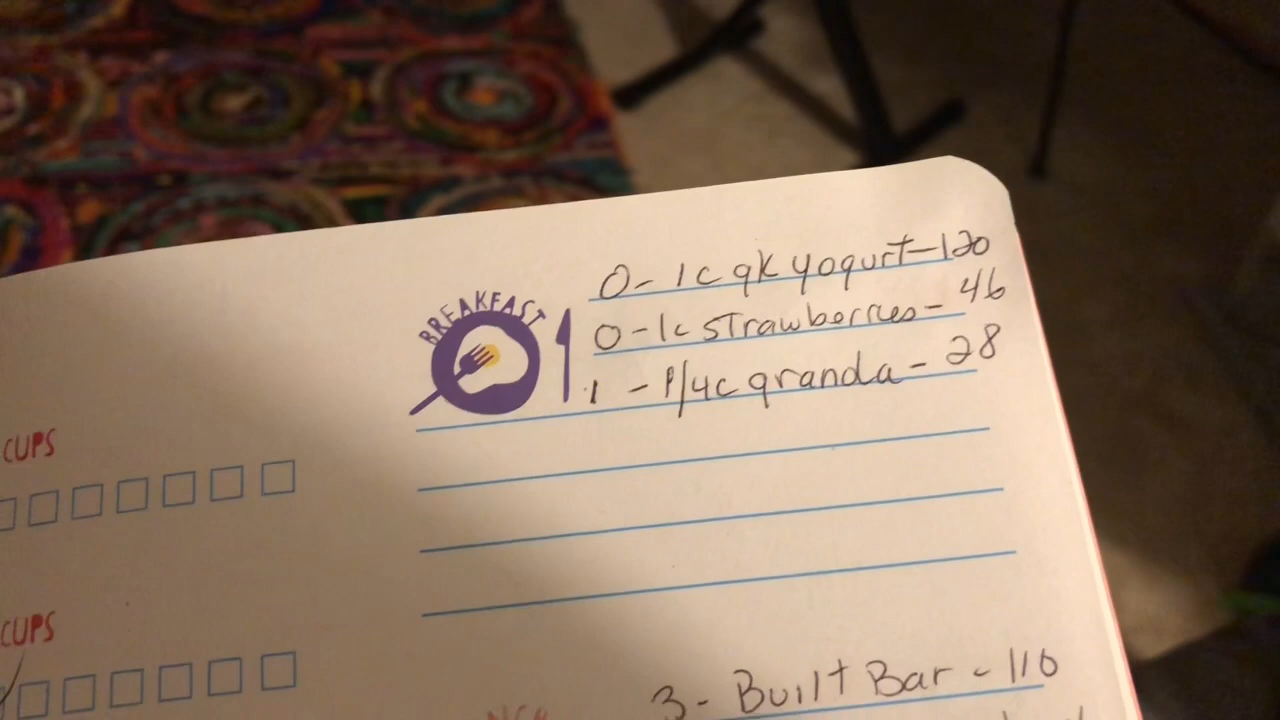 BREAKFAST
0- 1c gk yogurt-120
0-1c strawberries- 46
1 - 1/4c granola - 28
CUPS
CUPS
3- Built Bar - 110